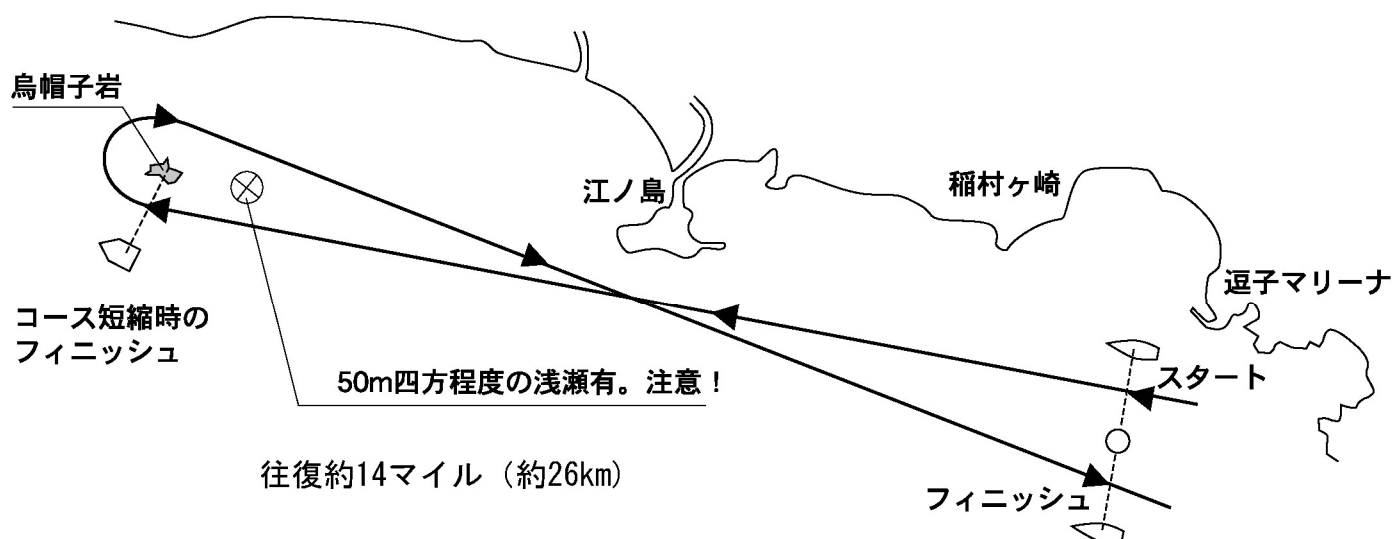 烏帽子岩
江ノ島
稲村ヶ崎
逗子マリーナ
コース短縮時の
フィニッシュ
スタート
50m四方程度の浅瀬有。注意！
往復約14マイル（約26km）
フィニッシュ